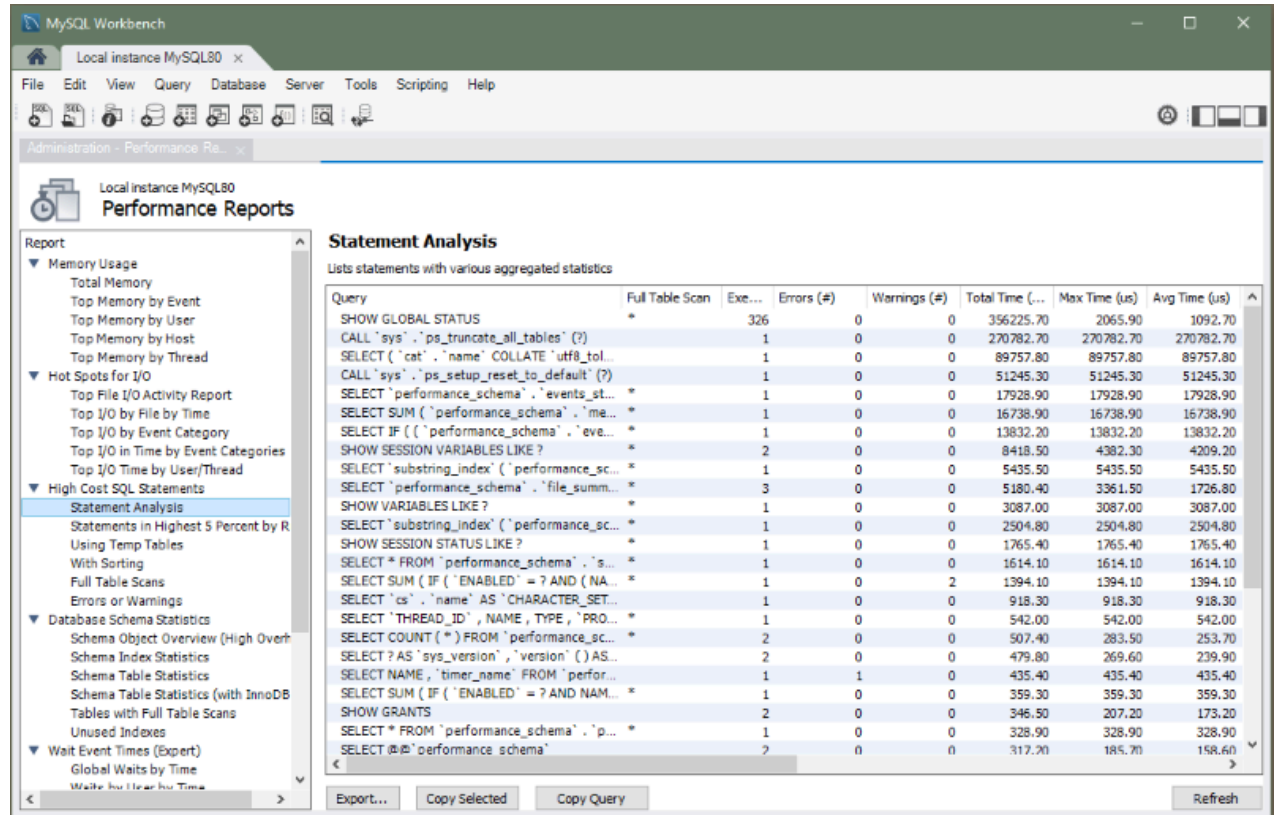 MySQL Workbench
Local instance MySQL80
File Edit View Query Database Server Tools Scripting Help
Administration - Performance Re...
Local instance MySQL80
Performance Reports
Report
Memory Usage
Total Memory
Top Memory by Event
Top Memory by User
Top Memory by Host
Top Memory by Thread
Hot Spots for I/O
Top File I/O Activity Report
Top I/O by File by Time
Top I/O by Event Category
Top I/O in Time by Event Categories
Top I/O Time by User/Thread
High Cost SQL Statements
Statement Analysis
Statements in Highest 5 Percent by R
Using Temp Tables
With Sorting
Full Table Scans
Errors or Warnings
Database Schema Statistics
Schema Object Overview (High Overh
Schema Index Statistics
Schema Table Statistics
Schema Table Statistics (with InnoDB
Tables with Full Table Scans
Unused Indexes
Wait Event Times (Expert)
Global Waits by Time
Waits by User by Time
Statement Analysis
Lists statements with various aggregated statistics
Query Full Table Scan Exe... Errors (#) Warnings (#) Total Time (... Max Time (us) Avg Time (us)
SHOW GLOBAL STATUS * 326 0 0 356225.70 2065.90 1092.70
CALL `sys` . `ps_truncate_all_tables` (?) 1 0 0 270782.70 270782.70 270782.70
SELECT ( `cat` . `name` COLLATE `utf8_tol... 1 0 0 89757.80 89757.80 89757.80
CALL `sys` . `ps_setup_reset_to_default` (?) 1 0 0 51245.30 51245.30 51245.30
SELECT `performance_schema` . `events_st... * 1 0 0 17928.90 17928.90 17928.90
SELECT SUM ( `performance_schema` . `me... * 1 0 0 16738.90 16738.90 16738.90
SELECT IF ( ( `performance_schema` . `eve... * 1 0 0 13832.20 13832.20 13832.20
SHOW SESSION VARIABLES LIKE ? * 2 0 0 8418.50 4382.30 4209.20
SELECT `substring_index` ( `performance_sc... * 1 0 0 5435.50 5435.50 5435.50
SELECT `performance_schema` . `file_summ... * 3 0 0 5180.40 3361.50 1726.80
SHOW VARIABLES LIKE ? * 1 0 0 3087.00 3087.00 3087.00
SELECT `substring_index` ( `performance_sc... * 1 0 0 2504.80 2504.80 2504.80
SHOW SESSION STATUS LIKE ? * 1 0 0 1765.40 1765.40 1765.40
SELECT * FROM `performance_schema` . `s... * 1 0 0 1614.10 1614.10 1614.10
SELECT SUM ( IF ( `ENABLED` = ? AND ( NA... * 1 0 2 1394.10 1394.10 1394.10
SELECT `cs` . `name` AS `CHARACTER_SET... 1 0 0 918.30 918.30 918.30
SELECT `THREAD_ID` , NAME , TYPE , `PRO... * 1 0 0 542.00 542.00 542.00
SELECT COUNT ( * ) FROM `performance_sc... * 2 0 0 507.40 283.50 253.70
SELECT ? AS `sys_version` , `version` ( ) AS... 2 0 0 479.80 269.60 239.90
SELECT NAME , `timer_name` FROM `perfor... 1 1 0 435.40 435.40 435.40
SELECT SUM ( IF ( `ENABLED` = ? AND NAM... * 1 0 0 359.30 359.30 359.30
SHOW GRANTS 2 0 0 346.50 207.20 173.20
SELECT * FROM `performance_schema` . `p... * 1 0 0 328.90 328.90 328.90
SELECT @@`performance_schema` 2 0 0 317.20 185.70 158.60
Export... Copy Selected Copy Query Refresh